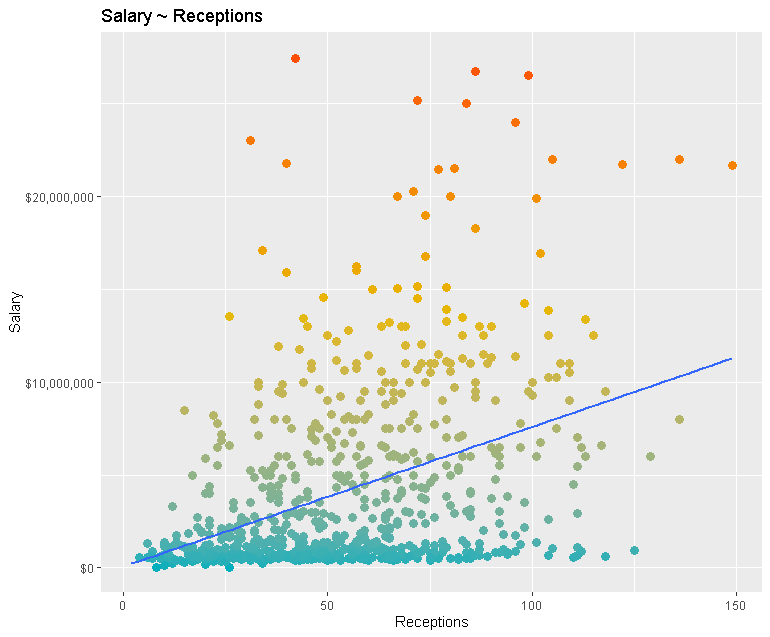 Salary ~ Receptions
Salary
$20,000,000
$10,000,000
$0
0 50 100 150
Receptions